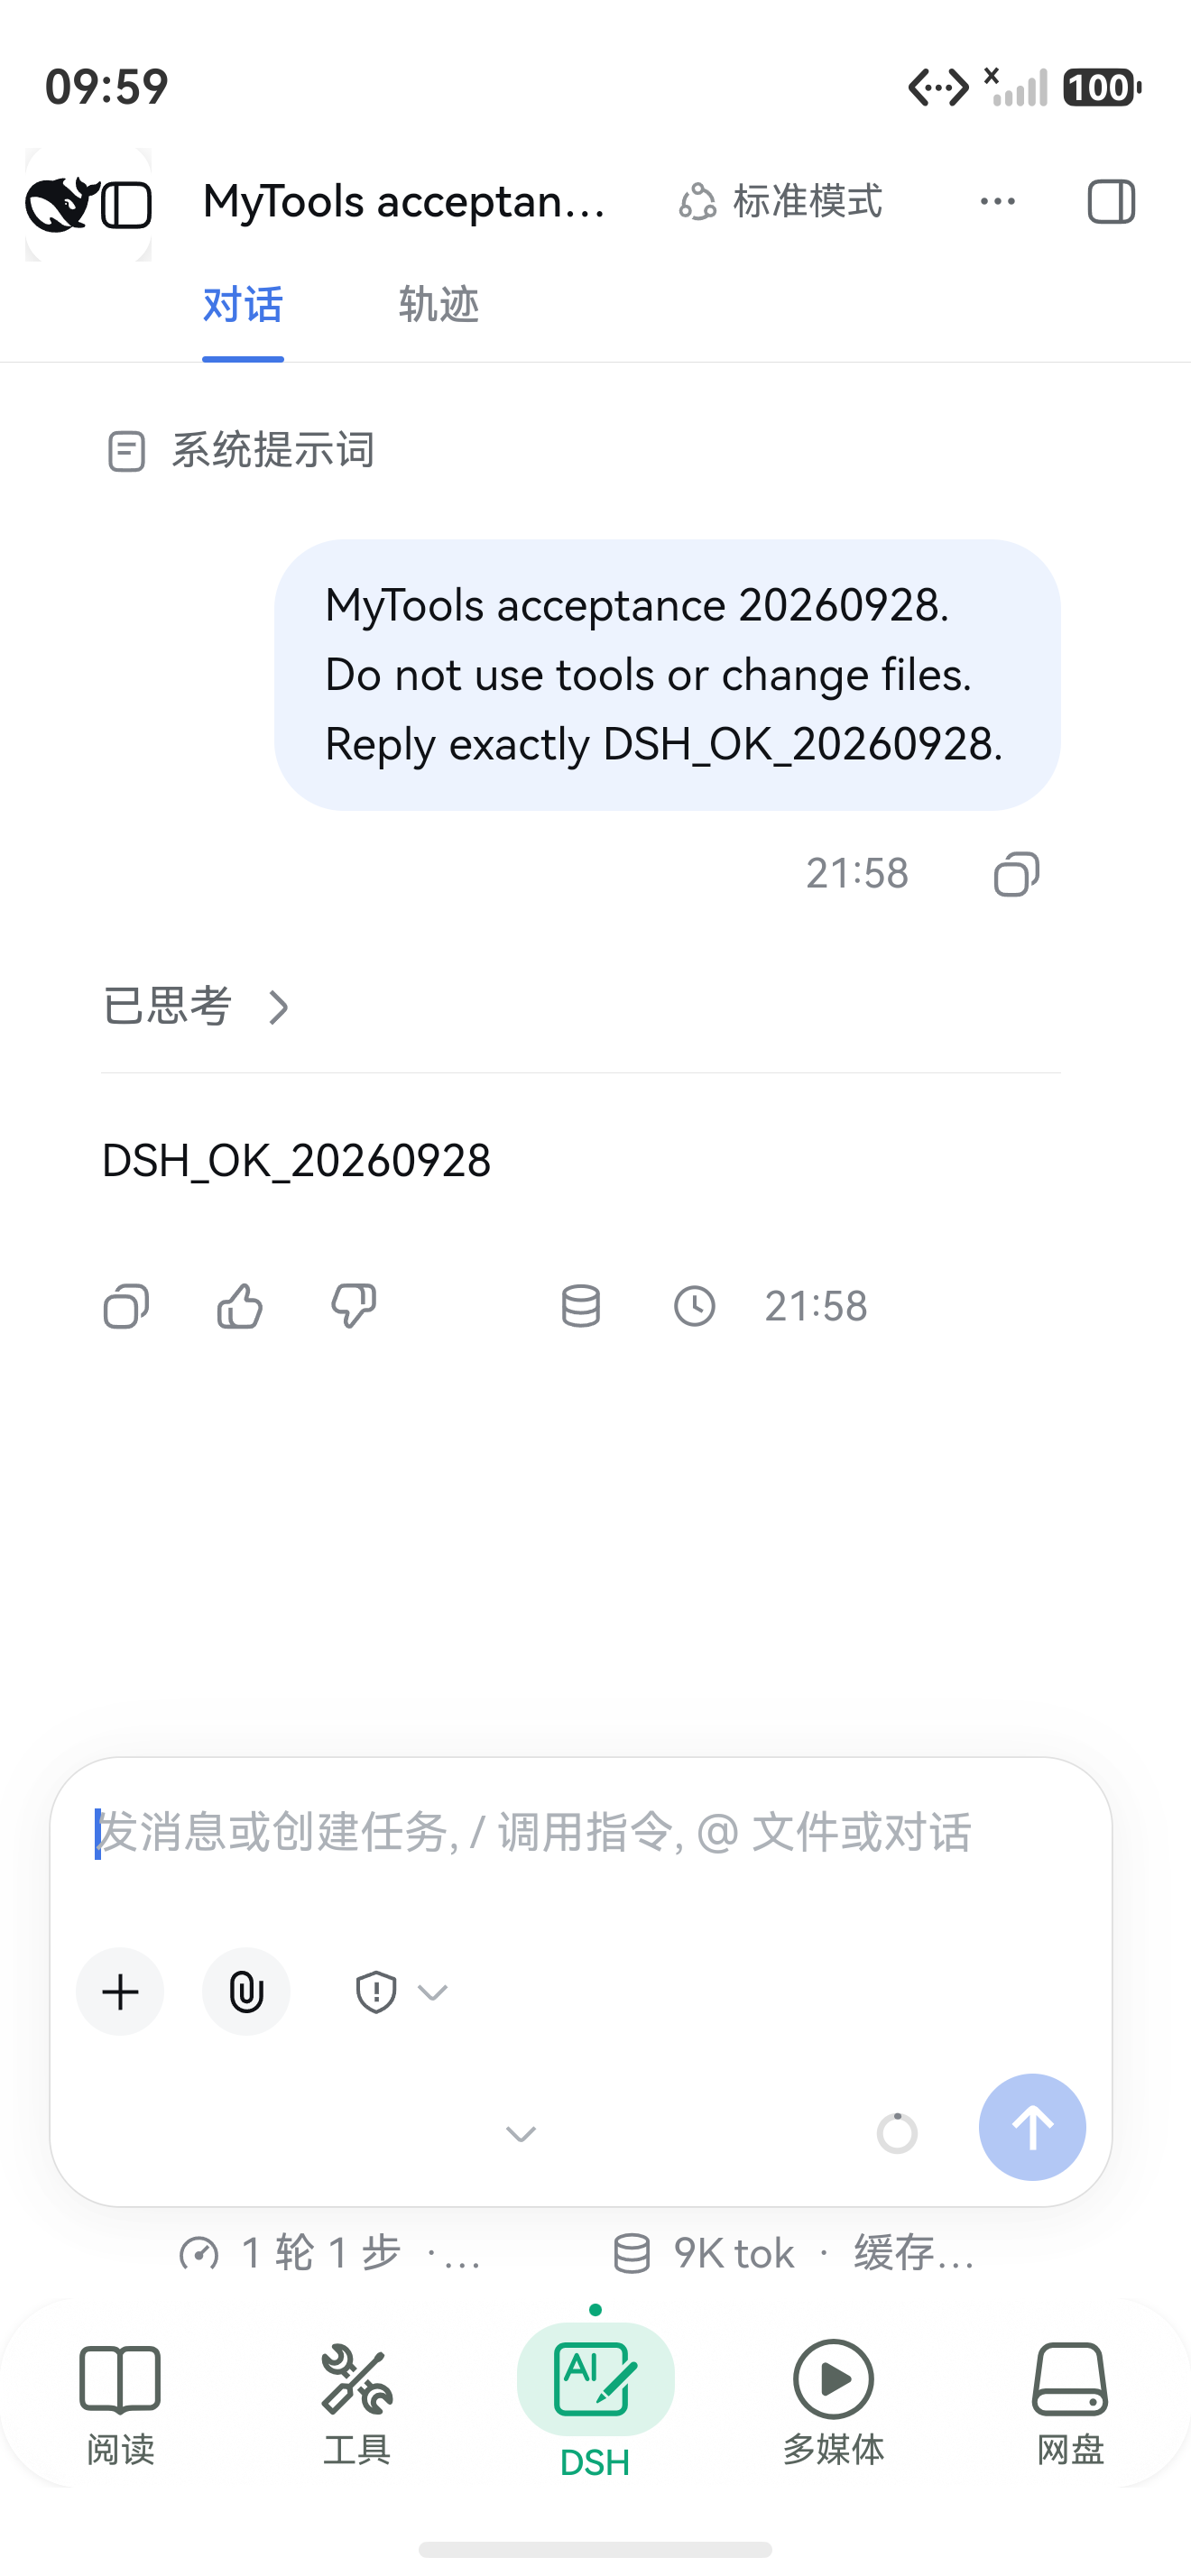 09:59
100
MyTools acceptan...
标准模式
对话
轨迹
系统提示词
MyTools acceptance 20260928.
Do not use tools or change files.
Reply exactly DSH_OK_20260928.
21:58
已思考
DSH_OK_20260928
21:58
发消息或创建任务, / 调用指令, @ 文件或对话
1 轮 1 步 ·...
9K tok · 缓存...
AI
阅读
工具
DSH
多媒体
网盘